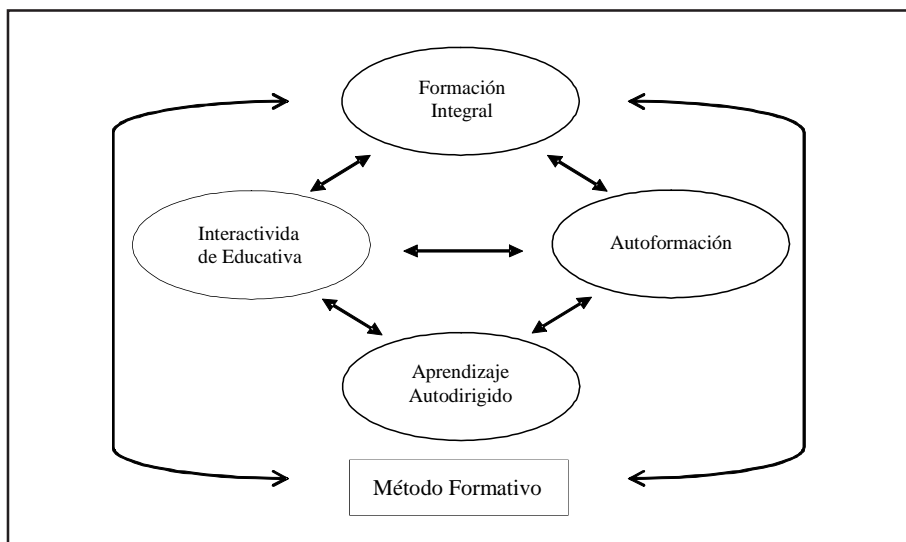 Formación
Integral
Interactivida
de Educativa
Autoformación
Aprendizaje
Autodirigido
Método Formativo